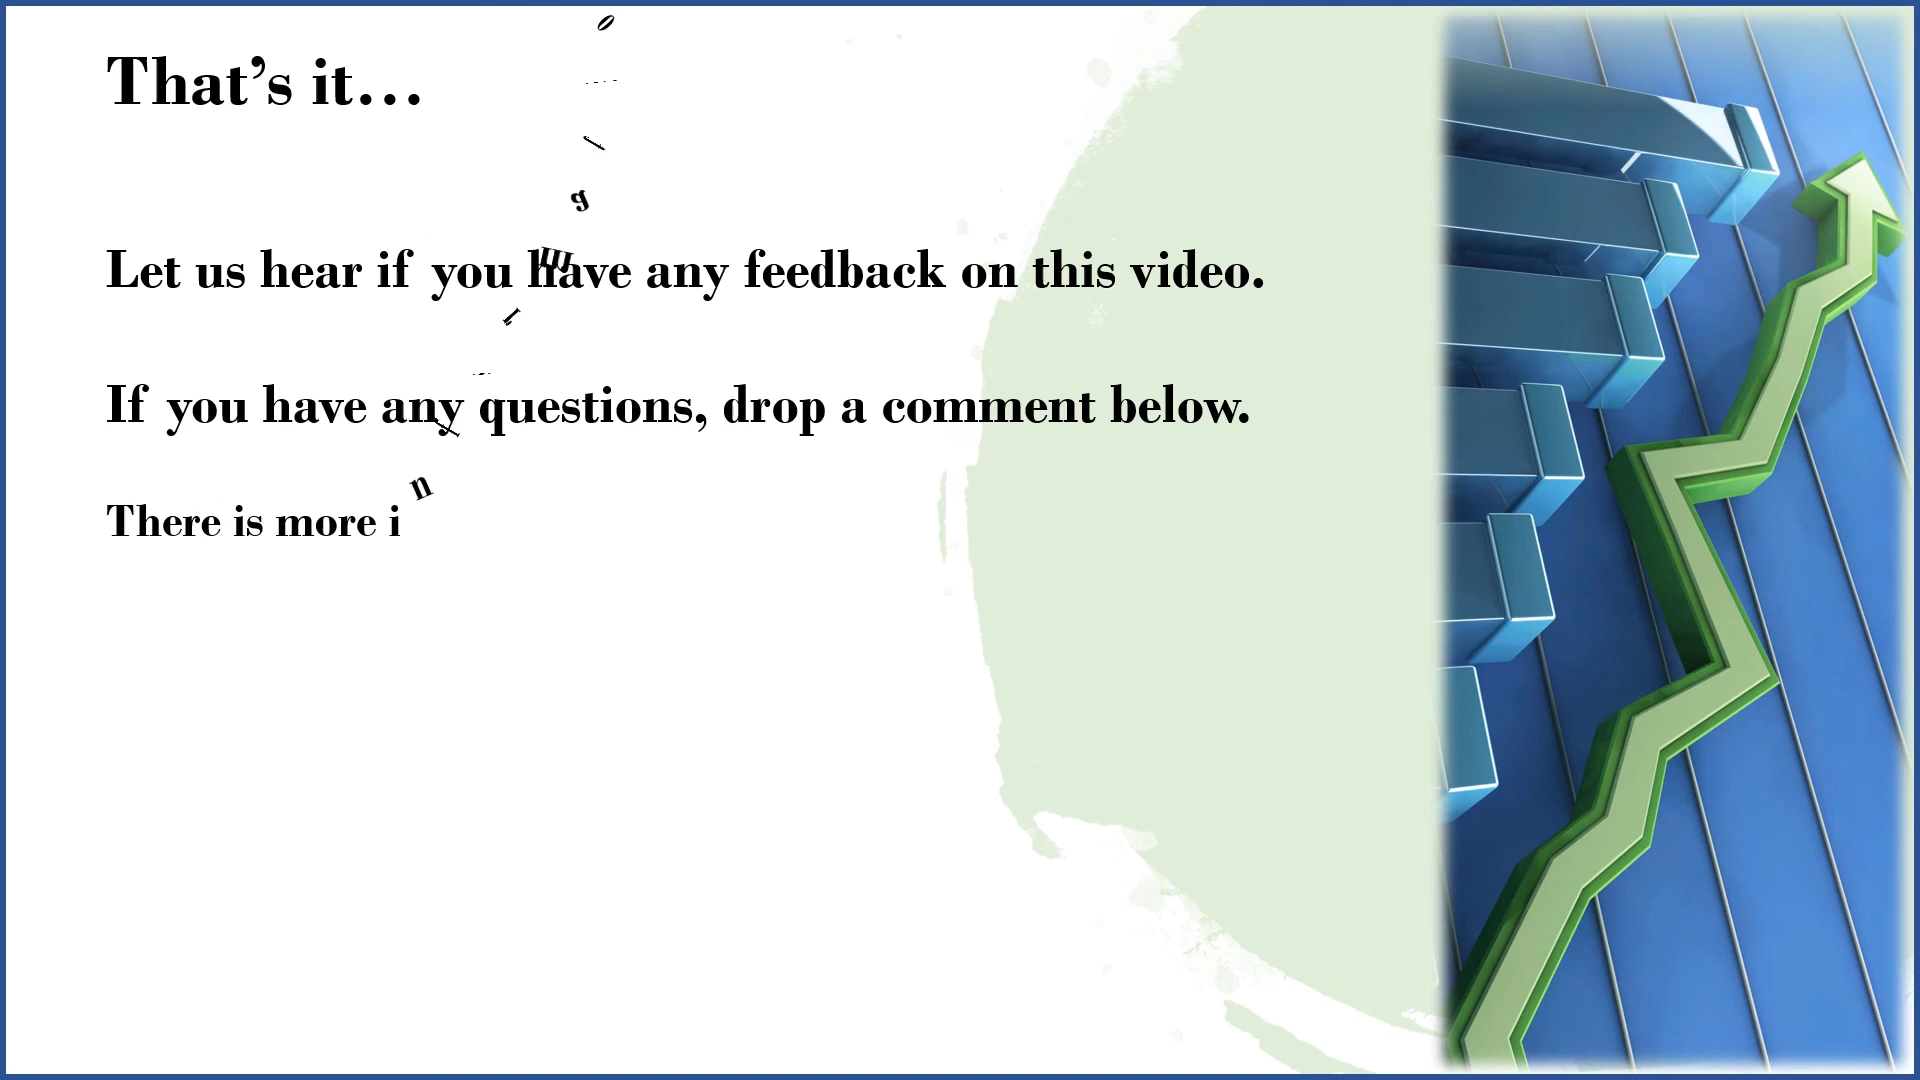 That’s it…
Let us hear if you have any feedback on this video.
If you have any questions, drop a comment below.
There is more in